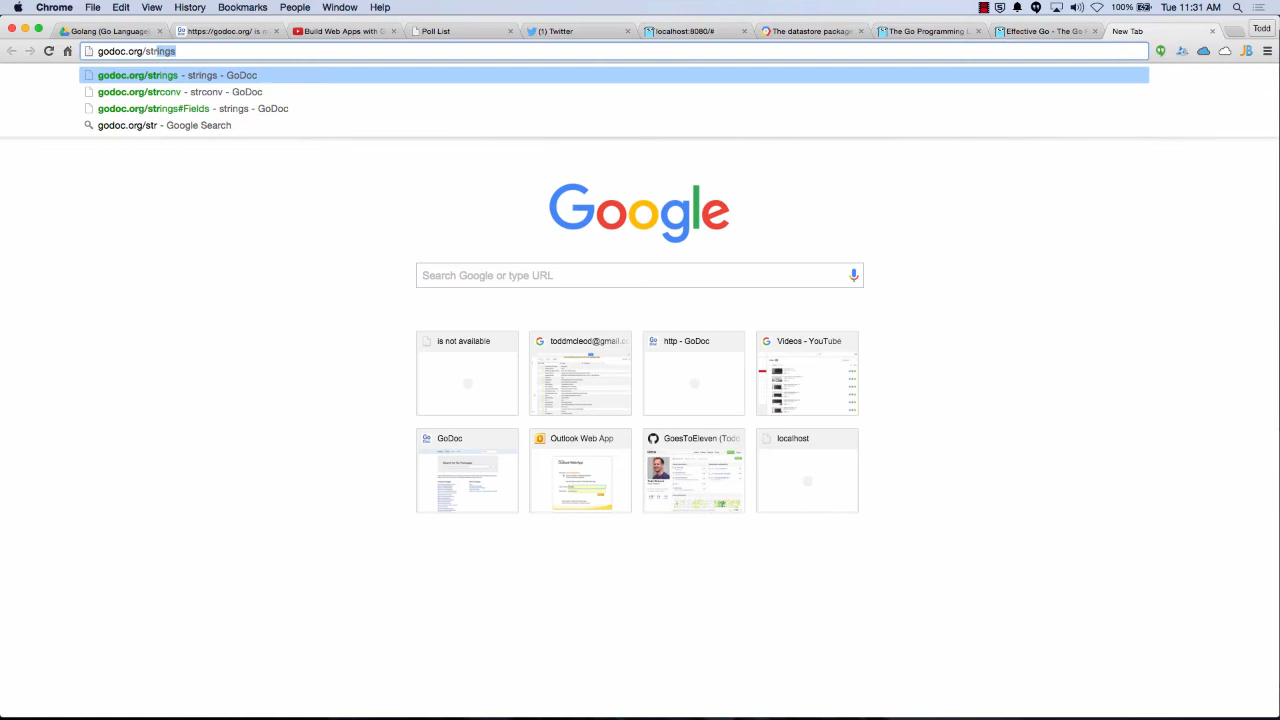 Chrome File Edit View History Bookmarks People Window Help 100% Tue 11:31 AM
Golang (Go Languages https://godoc.org/ is n Build Web Apps with G Poll List (1) Twitter localhost:8080/# The datastore package The Go Programming L Effective Go - The Go F New Tab Todd
godoc.org/strings
godoc.org/strings - strings - GoDoc
godoc.org/strconv - strconv - GoDoc
godoc.org/strings#Fields - strings - GoDoc
godoc.org/str - Google Search
Google
Search Google or type URL
is not available toddmcleod@gmail.co http - GoDoc Videos - YouTube
GoDoc Outlook Web App GoesToEleven (Todd localhost